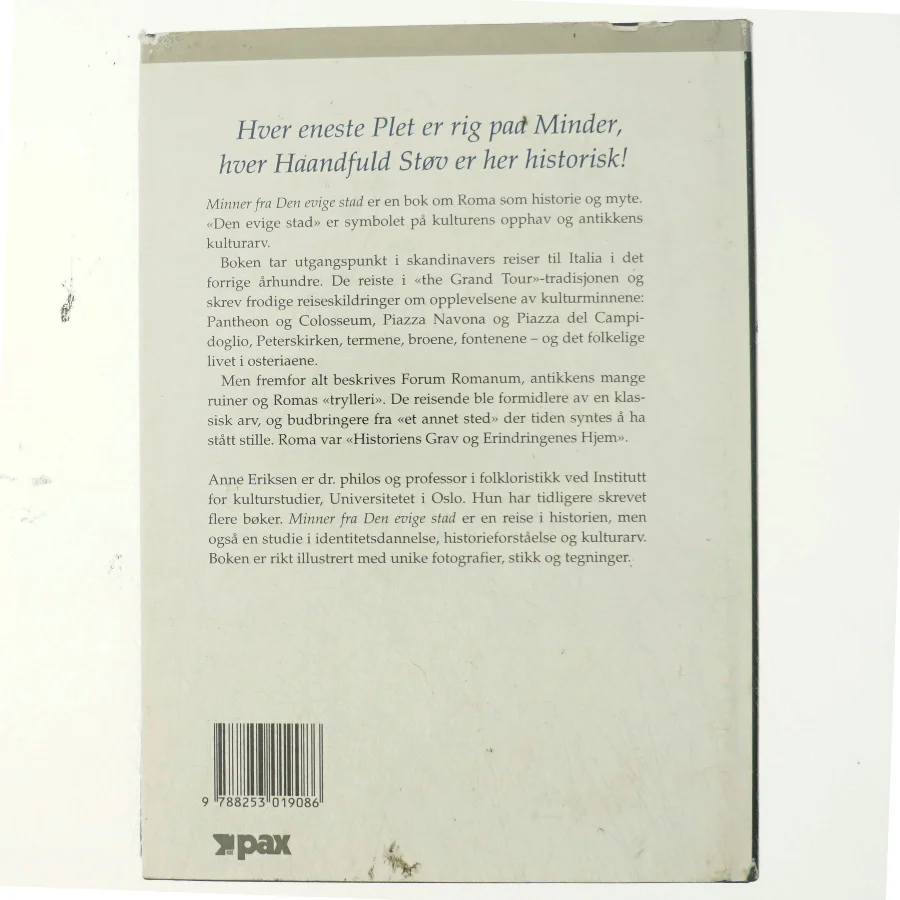 Hver eneste Plet er rig paa Minder,
hver Haandfuld Støv er her historisk!
Minner fra Den evige stad er en bok om Roma som historie og myte.
«Den evige stad» er symbolet på kulturens opphav og antikkens
kulturarv.
Boken tar utgangspunkt i skandinavers reiser til Italia i det
forrige århundre. De reiste i «the Grand Tour»-tradisjonen og
skrev frodige reiseskildringer om opplevelsene av kulturminnene:
Pantheon og Colosseum, Piazza Navona og Piazza del Campi-
doglio, Peterskirken, termene, broene, fontenene – og det folkelige
livet i osteriaene.
Men fremfor alt beskrives Forum Romanum, antikkens mange
ruiner og Romas «trylleri». De reisende ble formidlere av en klas-
sisk arv, og budbringere fra «et annet sted» der tiden syntes å ha
stått stille. Roma var «Historiens Grav og Erindringenes Hjem».
Anne Eriksen er dr. philos og professor i folkloristikk ved Institutt
for kulturstudier, Universitetet i Oslo. Hun har tidligere skrevet
flere bøker. Minner fra Den evige stad er en reise i historien, men
også en studie i identitetsdannelse, historieforståelse og kulturarv.
Boken er rikt illustrert med unike fotografier, stikk og tegninger.
9 788253 019086
pax